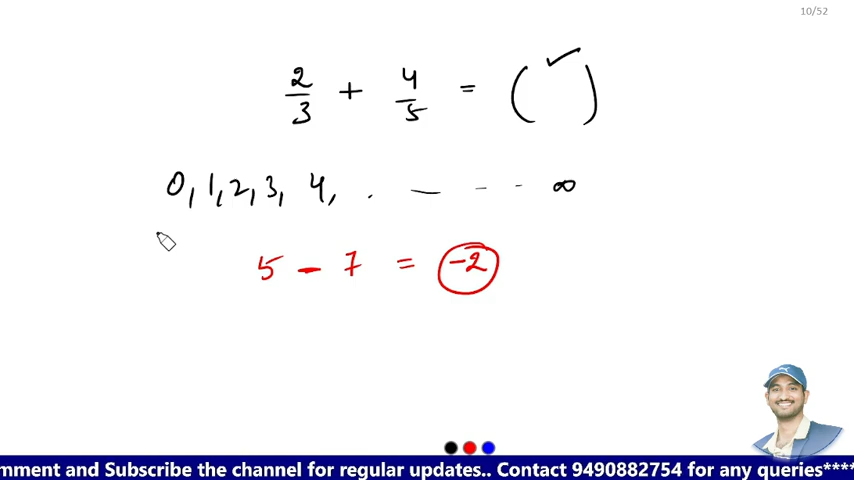 10/52
2/3 + 4/5 = ( ✓ )
0, 1, 2, 3, 4, . — - - - ∞
5 - 7 = -2
mment and Subscribe the channel for regular updates.. Contact 9490882754 for any queries****